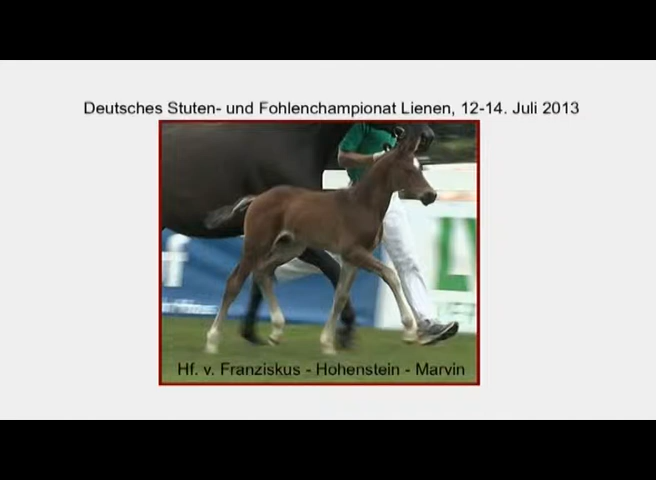 Deutsches Stuten- und Fohlenchampionat Lienen, 12-14. Juli 2013
Hf. v. Franziskus - Hohenstein - Marvin